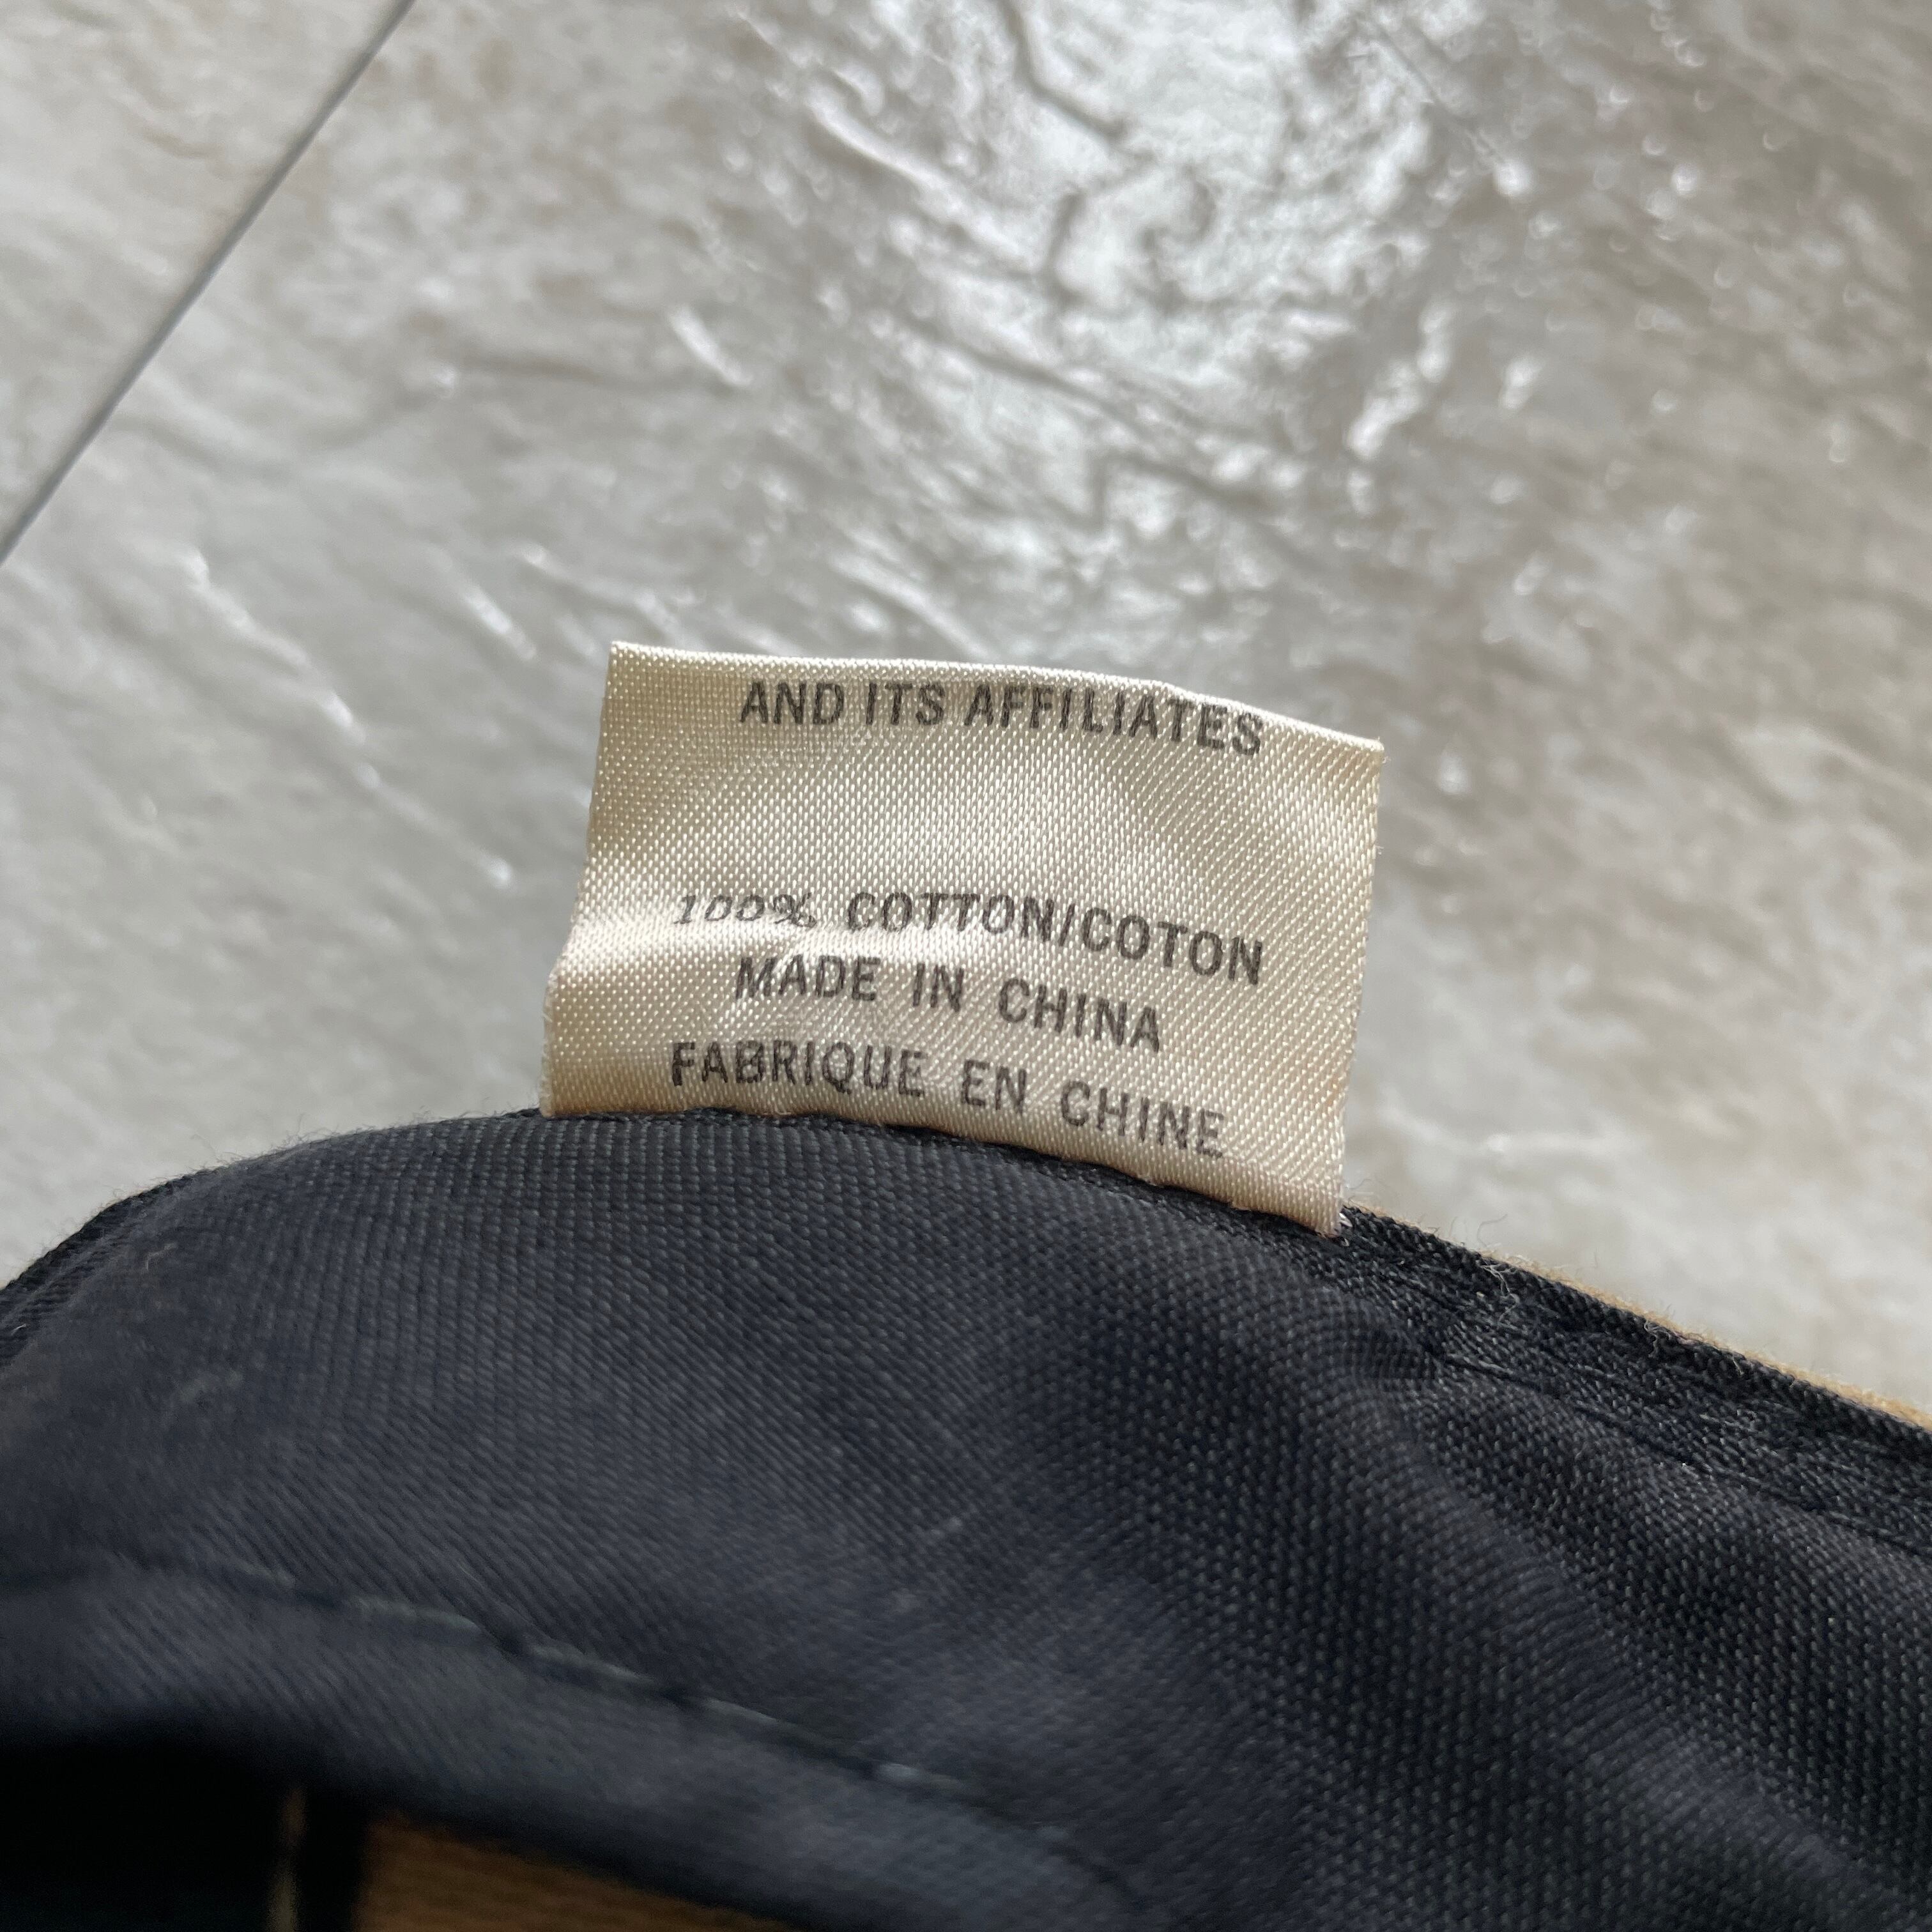 AND ITS AFFILIATES
100% COTTON/COTON
MADE IN CHINA
FABRIQUE EN CHINE